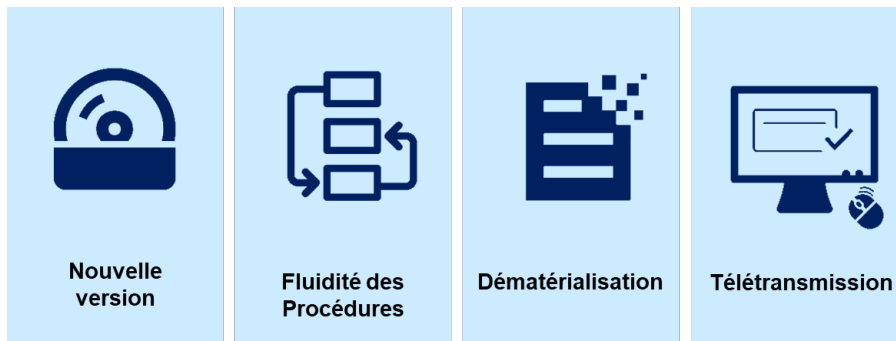 Nouvelle
version
Fluidité des
Procédures
Dématérialisation
Télétransmission